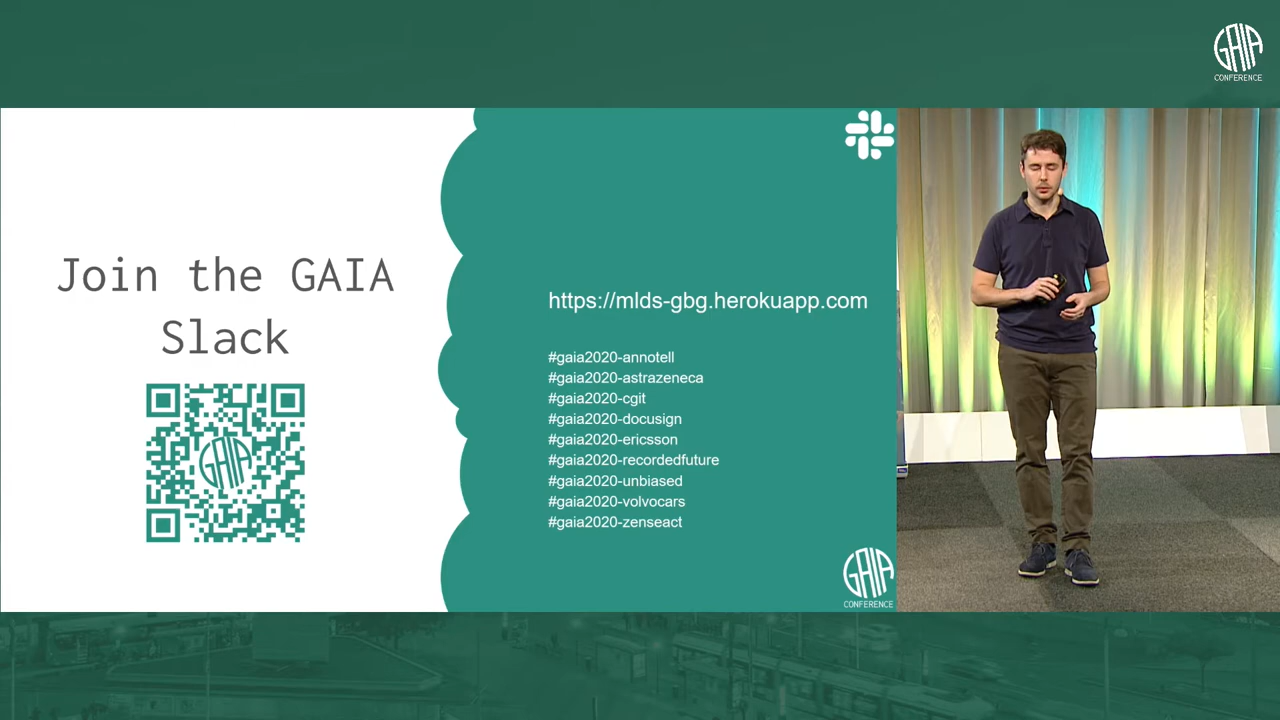 GAIA
CONFERENCE
Join the GAIA
Slack
GAIA
https://mlds-gbg.herokuapp.com
#gaia2020-annotell
#gaia2020-astrazeneca
#gaia2020-cgit
#gaia2020-docusign
#gaia2020-ericsson
#gaia2020-recordedfuture
#gaia2020-unbiased
#gaia2020-volvocars
#gaia2020-zenseact
GAIA
CONFERENCE